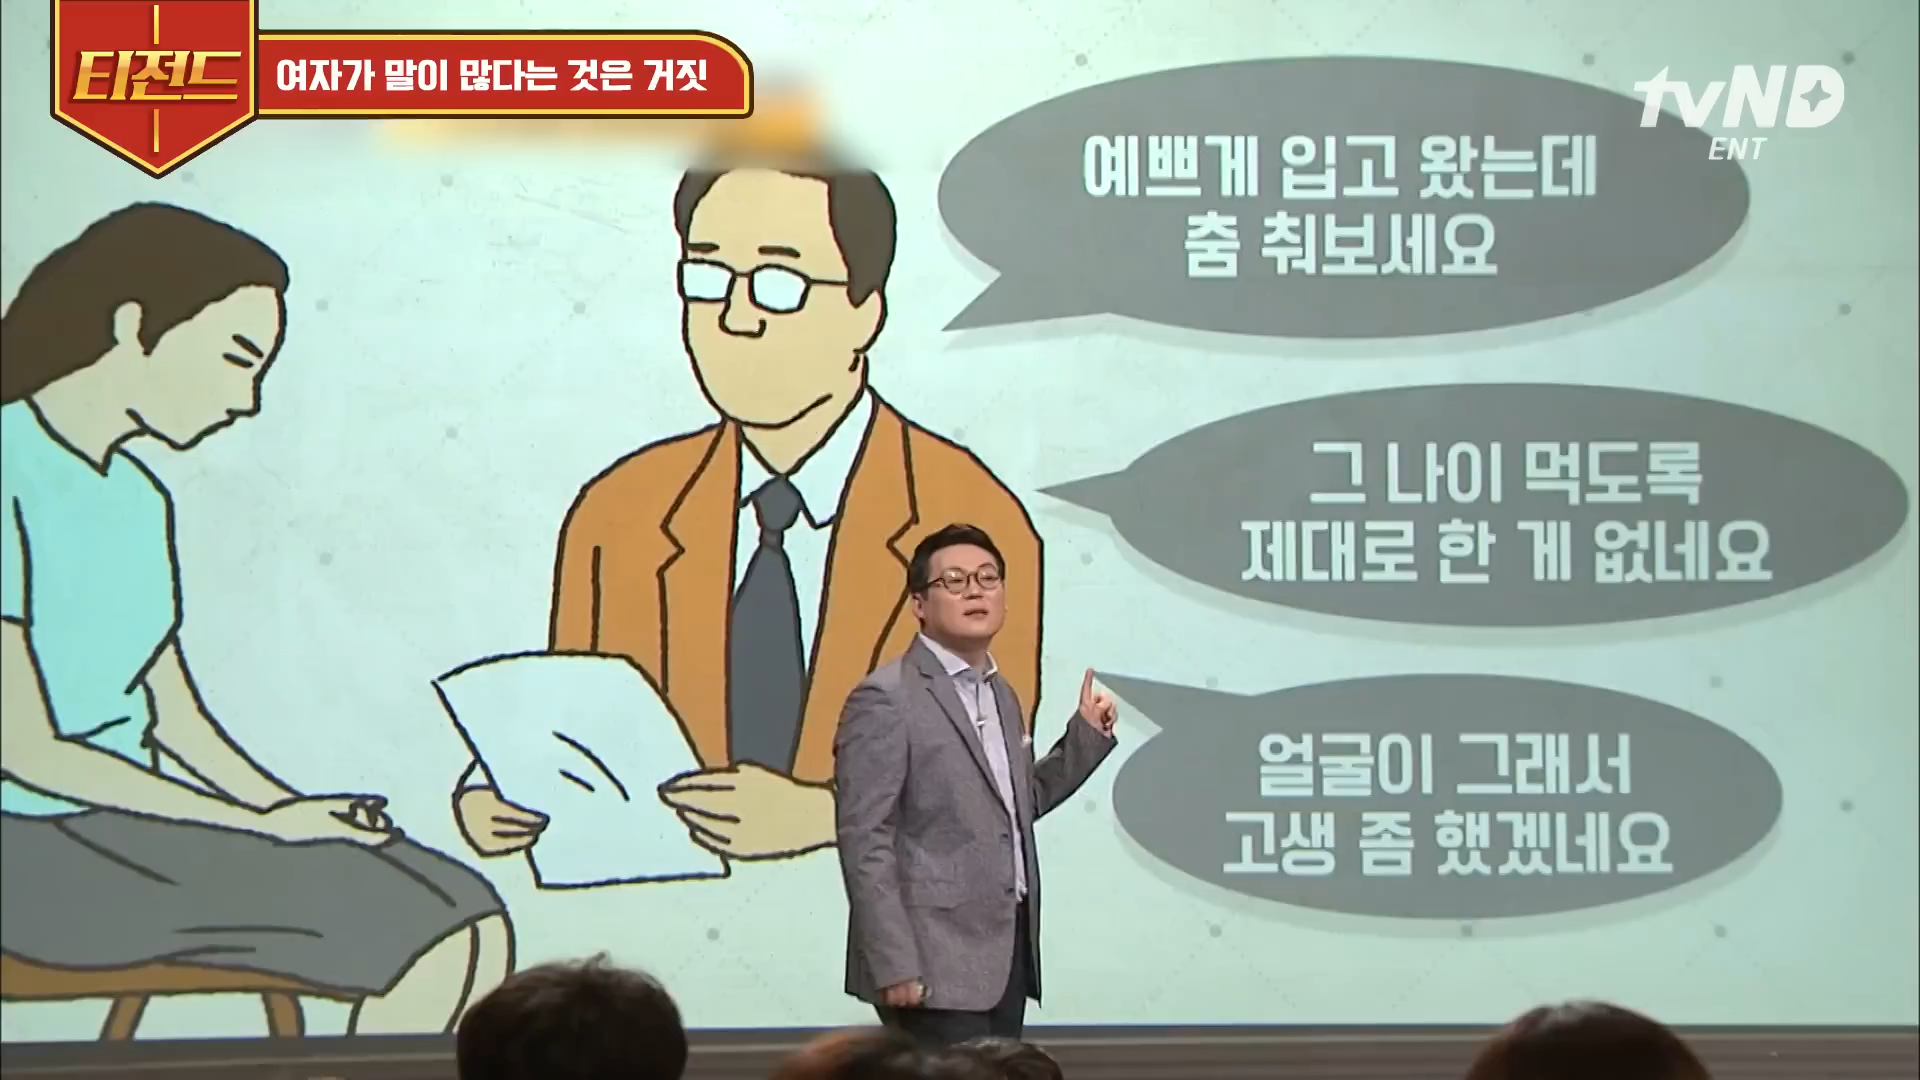 티전드
여자가 말이 많다는 것은 거짓
tvND
ENT
예쁘게 입고 왔는데
춤 춰보세요
그 나이 먹도록
제대로 한 게 없네요
얼굴이 그래서
고생 좀 했겠네요